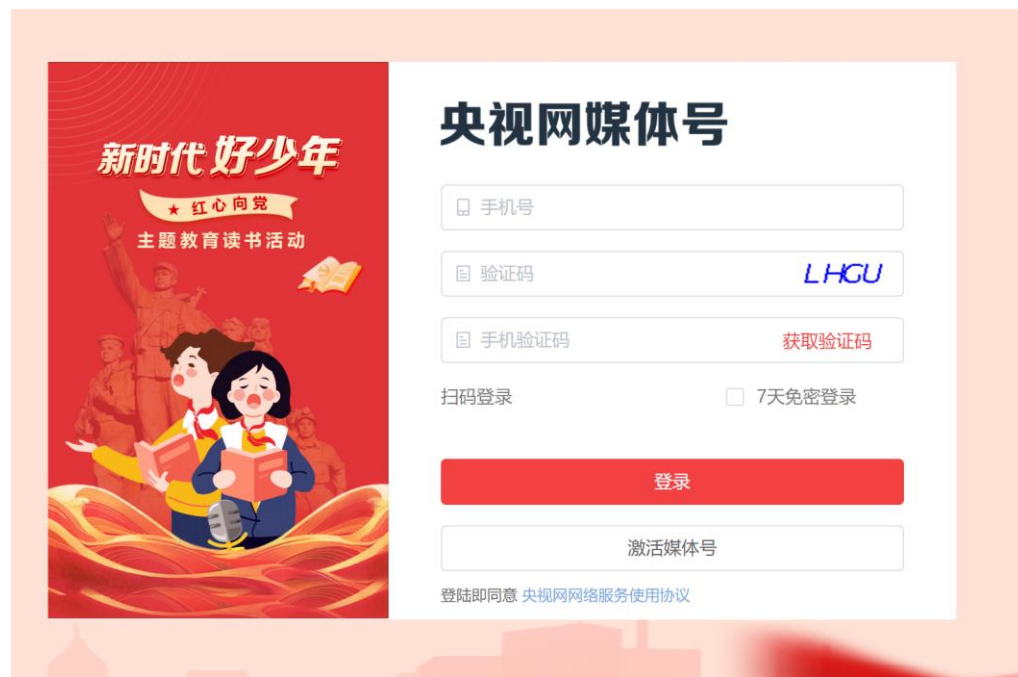 新时代好少年
★ 红心向党
主题教育读书活动
央视网媒体号
手机号
验证码 LHGU
手机验证码 获取验证码
扫码登录 7天免密登录
登录
激活媒体号
登陆即同意 央视网网络服务使用协议